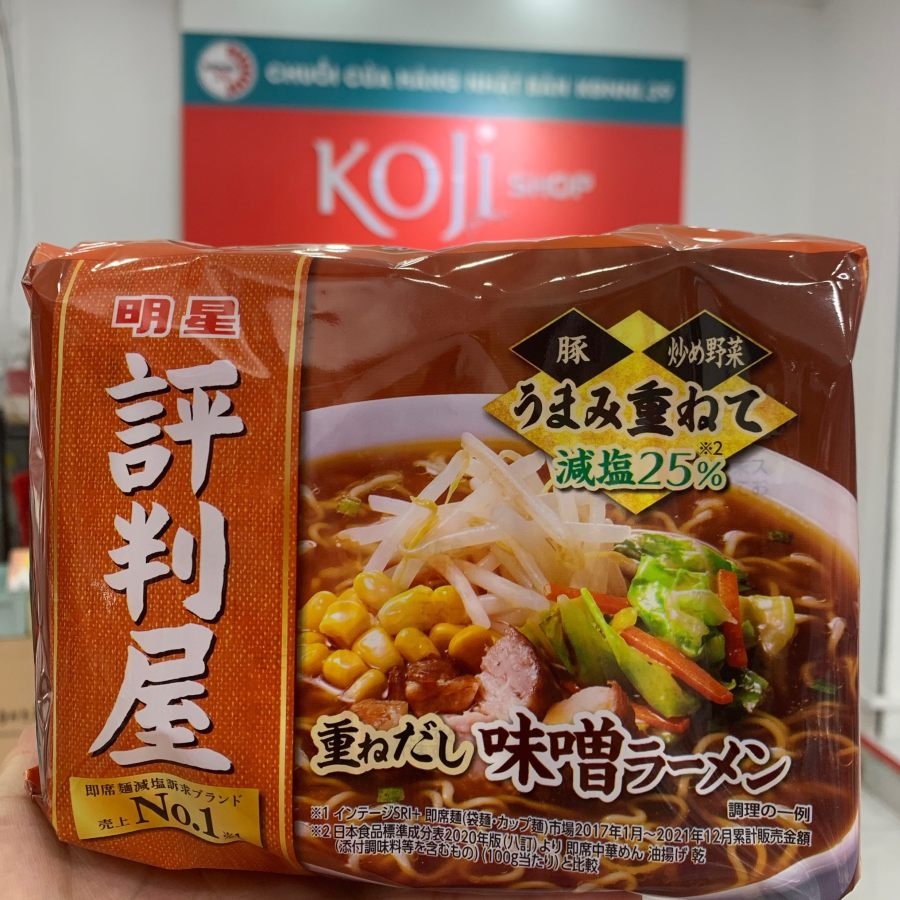 CHUỖI CỬA HÀNG NHẬT BẢN
KOJI SHOP
明星
評判屋
即席麺減塩訴求ブランド
売上 No.1 ※1
豚
炒め野菜
うまみ重ねて
減塩25%
※2
重ねだし 味噌ラーメン
調理の一例
※1 インテージSRI+ 即席麺(袋麺・カップ麺)市場2017年1月～2021年12月累計販売金額
※2 日本食品標準成分表2020年版(八訂)より 即席中華めん 油揚げ 乾
(添付調味料等を含むもの) (100g当たり)と比較